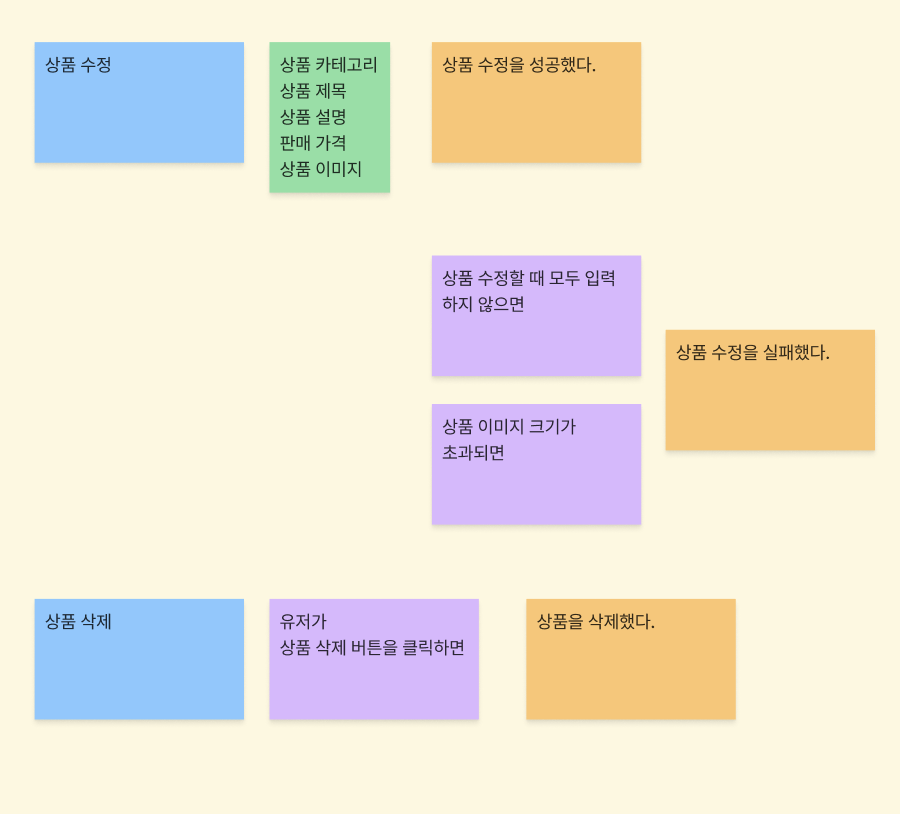 상품 수정
상품 카테고리
상품 제목
상품 설명
판매 가격
상품 이미지
상품 수정을 성공했다.
상품 수정할 때 모두 입력
하지 않으면
상품 이미지 크기가
초과되면
상품 수정을 실패했다.
상품 삭제
유저가
상품 삭제 버튼을 클릭하면
상품을 삭제했다.